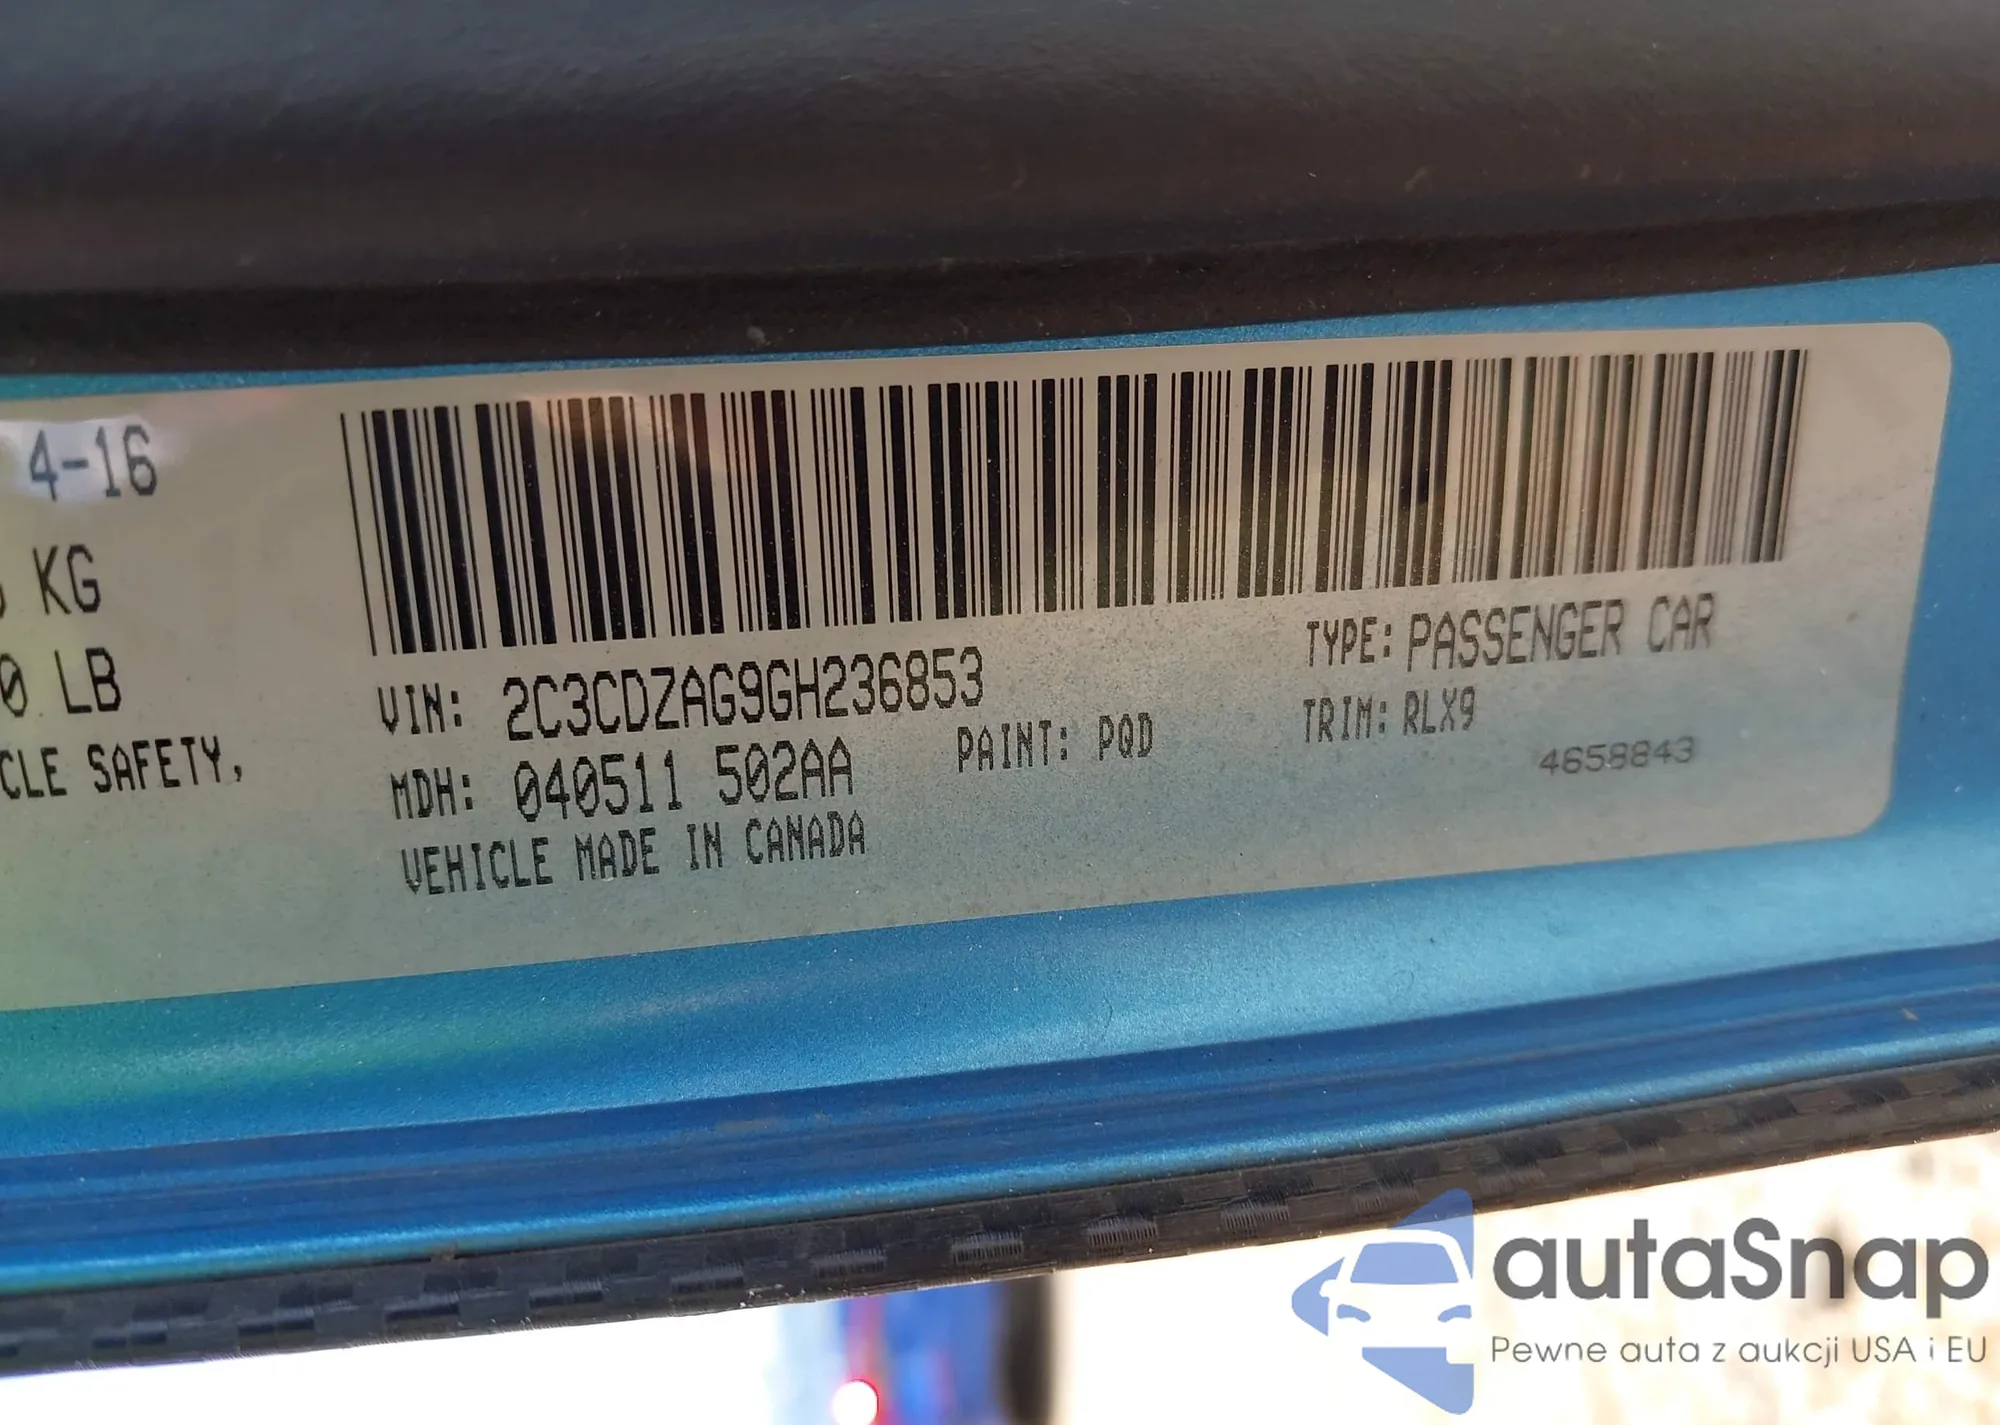 4-16
KG
0 LB
CLE SAFETY,
VIN: 2C3CDZAG9GH236853
TYPE: PASSENGER CAR
MDH: 040511 502AA
PAINT: PQD
TRIM: RLX9
4658843
VEHICLE MADE IN CANADA
autaSnap
Pewne auta z aukcji USA i EU